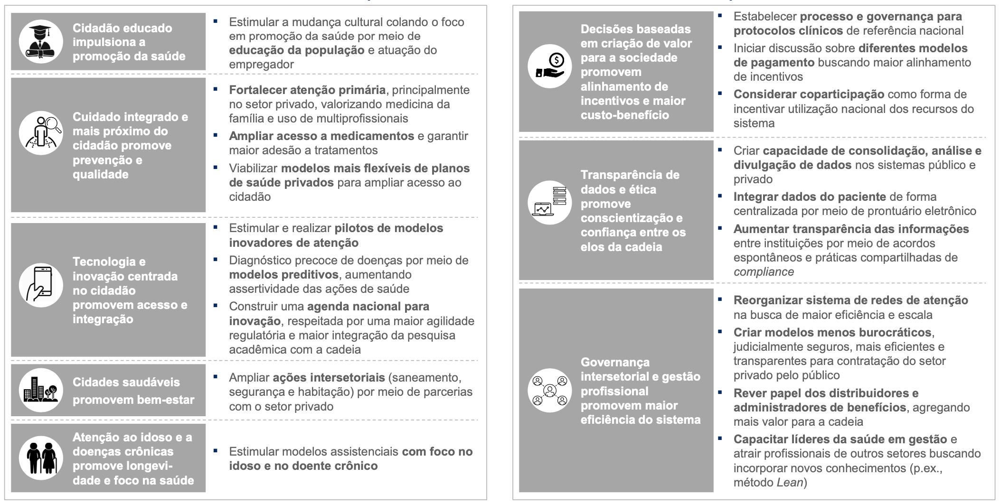 Cidadão educado
impulsiona a
promoção da saúde
Estimular a mudança cultural colando o foco
em promoção da saúde por meio de
educação da população e atuação do
empregador
Cuidado integrado e
mais próximo do
cidadão promove
prevenção e
qualidade
Fortalecer atenção primária, principalmente
no setor privado, valorizando medicina da
família e uso de multiprofissionais
Ampliar acesso a medicamentos e garantir
maior adesão a tratamentos
Viabilizar modelos mais flexíveis de planos
de saúde privados para ampliar acesso ao
cidadão
Tecnologia e
inovação centrada
no cidadão
promovem acesso e
integração
Estimular e realizar pilotos de modelos
inovadores de atenção
Diagnóstico precoce de doenças por meio de
modelos preditivos, aumentando
assertividade das ações de saúde
Construir uma agenda nacional para
inovação, respeitada por uma maior agilidade
regulatória e maior integração da pesquisa
acadêmica com a cadeia
Cidades saudáveis
promovem bem-estar
Ampliar ações intersetoriais (saneamento,
segurança e habitação) por meio de parcerias
com o setor privado
Atenção ao idoso e a
doenças crônicas
promove longevi-
dade e foco na saúde
Estimular modelos assistenciais com foco no
idoso e no doente crônico
Decisões baseadas
em criação de valor
para a sociedade
promovem
alinhamento de
incentivos e maior
custo-benefício
Estabelecer processo e governança para
protocolos clínicos de referência nacional
Iniciar discussão sobre diferentes modelos
de pagamento buscando maior alinhamento
de incentivos
Considerar coparticipação como forma de
incentivar utilização nacional dos recursos do
sistema
Transparência de
dados e ética
promove
conscientização e
confiança entre os
elos da cadeia
Criar capacidade de consolidação, análise e
divulgação de dados nos sistemas público e
privado
Integrar dados do paciente de forma
centralizada por meio de prontuário eletrônico
Aumentar transparência das informações
entre instituições por meio de acordos
espontâneos e práticas compartilhadas de
compliance
Governança
intersetorial e gestão
profissional
promovem maior
eficiência do sistema
Reorganizar sistema de redes de atenção
na busca de maior eficiência e escala
Criar modelos menos burocráticos,
judicialmente seguros, mais eficientes e
transparentes para contratação do setor
privado pelo público
Rever papel dos distribuidores e
administradores de benefícios, agregando
mais valor para a cadeia
Capacitar líderes da saúde em gestão e
atrair profissionais de outros setores buscando
incorporar novos conhecimentos (p.ex.,
método Lean)